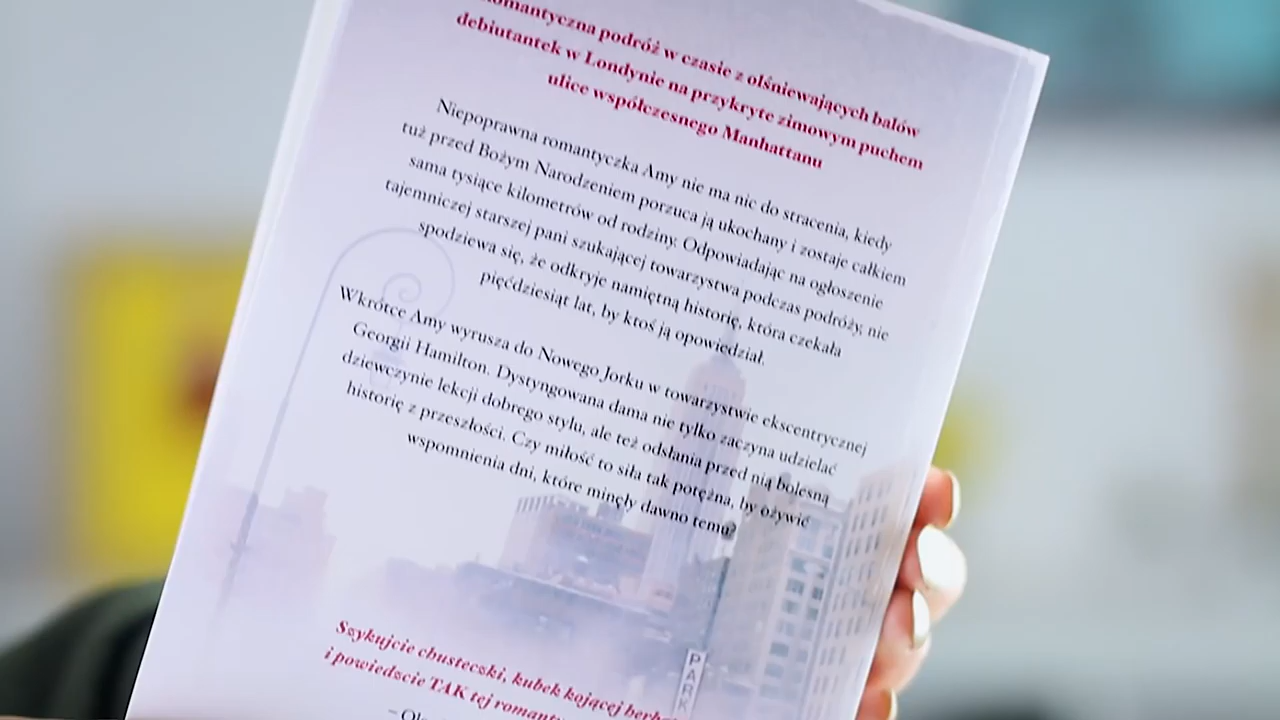 romantyczna podróż w czasie z olśniewających balów
debiutantek w Londynie na przykryte zimowym puchem
ulice współczesnego Manhattanu
Niepoprawna romantyczka Amy nie ma nic do stracenia, kiedy
tuż przed Bożym Narodzeniem porzuca ją ukochany i zostaje całkiem
sama tysiące kilometrów od rodziny. Odpowiadając na ogłoszenie
tajemniczej starszej pani szukającej towarzystwa podczas podróży, nie
spodziewa się, że odkryje namiętną historię, która czekała
pięćdziesiąt lat, by ktoś ją opowiedział.
Wkrótce Amy wyrusza do Nowego Jorku w towarzystwie ekscentrycznej
Georgii Hamilton. Dystyngowana dama nie tylko zaczyna udzielać
dziewczynie lekcji dobrego stylu, ale też odsłania przed nią bolesną
historię z przeszłości. Czy miłość to siła tak potężna, by ożywić
wspomnienia dni, które minęły dawno temu?
Szykujcie chusteczki, kubek kojącej
i powiedzcie TAK tej
PARK